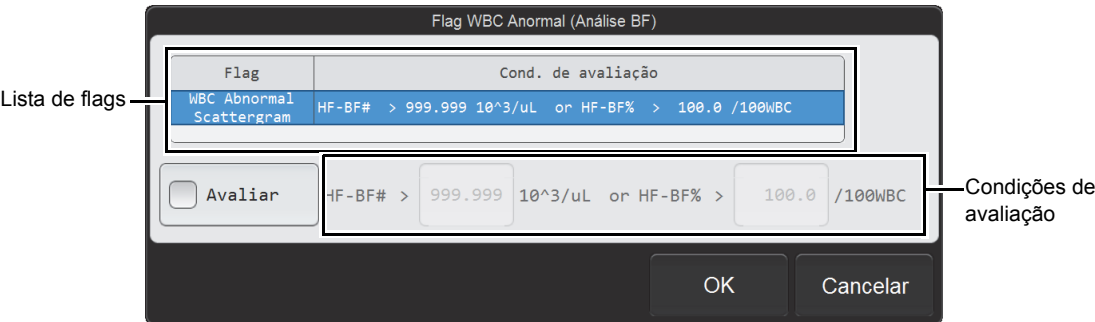 Flag WBC Anormal (Análise BF)
Flag Cond. de avaliação
Lista de flags
WBC Abnormal
Scattergram
HF-BF# > 999.999 10^3/uL or HF-BF% > 100.0 /100WBC
Avaliar HF-BF# > 999.999 10^3/uL or HF-BF% > 100.0 /100WBC
Condições de
avaliação
OK Cancelar